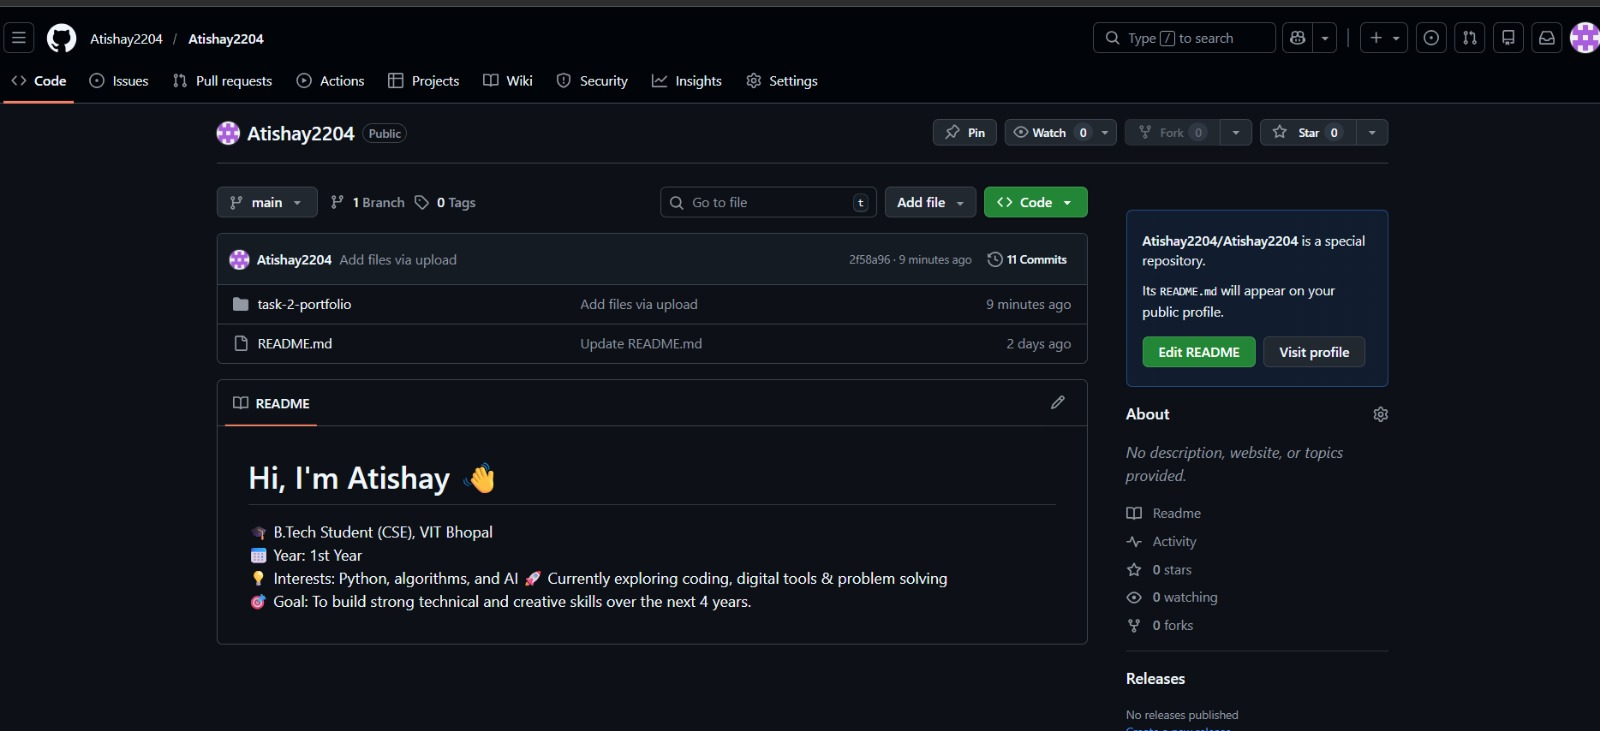 Atishay2204 / Atishay2204
Type / to search
Code Issues Pull requests Actions Projects Wiki Security Insights Settings
Atishay2204 Public
Pin Watch 0 Fork 0 Star 0
main 1 Branch 0 Tags Go to file t Add file Code
Atishay2204 Add files via upload 2f58a96 · 9 minutes ago 11 Commits
task-2-portfolio Add files via upload 9 minutes ago
README.md Update README.md 2 days ago
README
Hi, I'm Atishay 👋
🎓 B.Tech Student (CSE), VIT Bhopal
📅 Year: 1st Year
💡 Interests: Python, algorithms, and AI 🚀 Currently exploring coding, digital tools & problem solving
🎯 Goal: To build strong technical and creative skills over the next 4 years.
Atishay2204/Atishay2204 is a special
repository.
Its README.md will appear on your
public profile.
Edit README Visit profile
About
No description, website, or topics
provided.
Readme
Activity
0 stars
0 watching
0 forks
Releases
No releases published
Create a new release